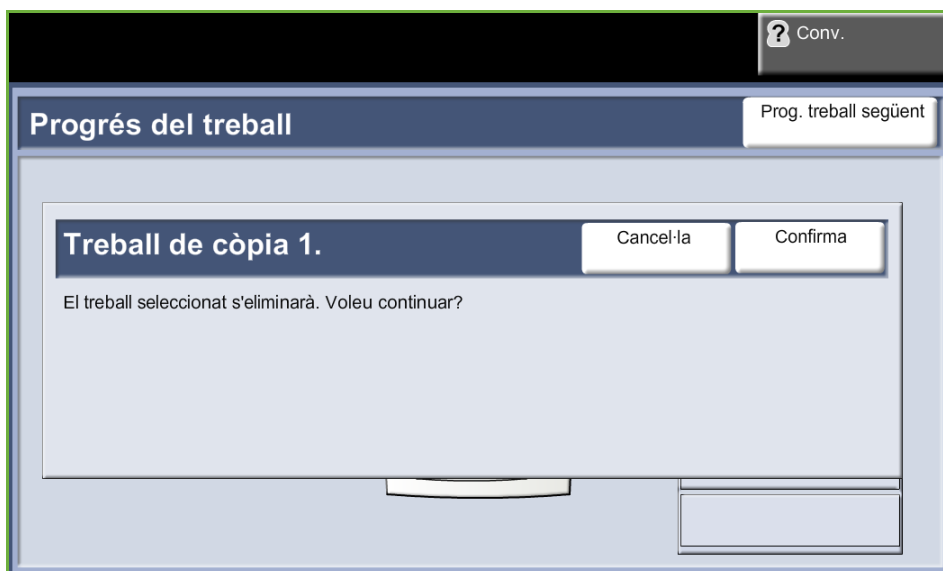 ? Conv.
Progrés del treball
Prog. treball següent
Treball de còpia 1.
Cancel·la
Confirma
El treball seleccionat s'eliminarà. Voleu continuar?